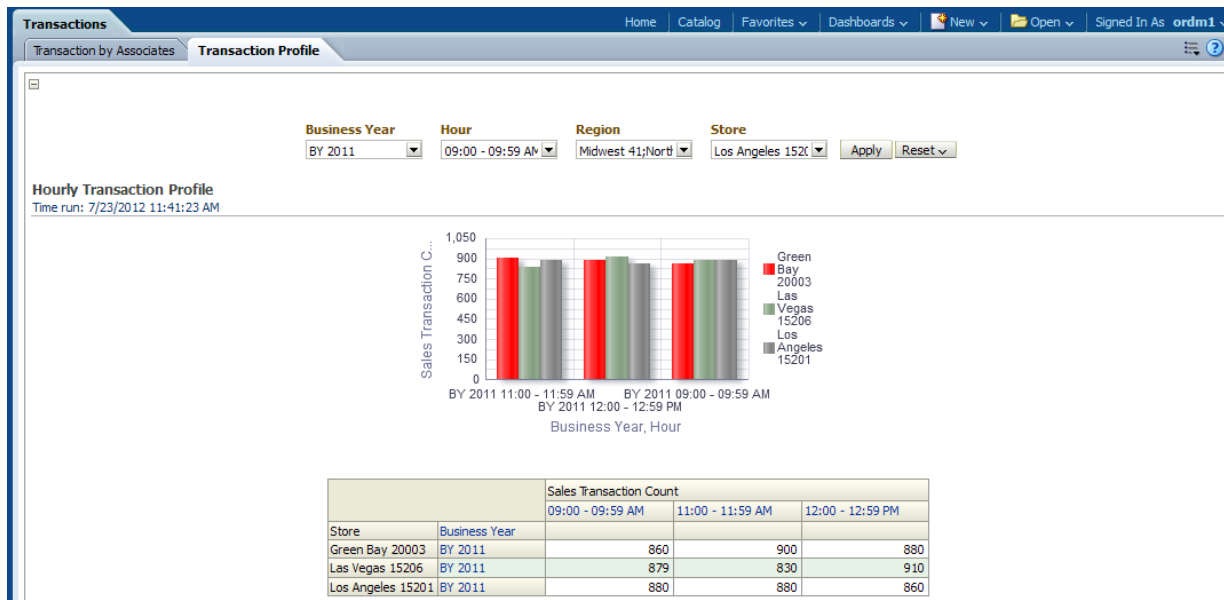 Transactions Home Catalog Favorites Dashboards New Open Signed In As ordm1
Transaction by Associates Transaction Profile
Business Year Hour Region Store
BY 2011 09:00 - 09:59 AM Midwest 41;North Los Angeles 1520 Apply Reset
Hourly Transaction Profile
Time run: 7/23/2012 11:41:23 AM
Sales Transaction C...
1,050
900
750
600
450
300
150
0
BY 2011 11:00 - 11:59 AM BY 2011 09:00 - 09:59 AM
BY 2011 12:00 - 12:59 PM
Business Year, Hour
Green
Bay
20003
Las
Vegas
15206
Los
Angeles
15201
Sales Transaction Count
09:00 - 09:59 AM 11:00 - 11:59 AM 12:00 - 12:59 PM
Store Business Year
Green Bay 20003 BY 2011 860 900 880
Las Vegas 15206 BY 2011 879 830 910
Los Angeles 15201 BY 2011 880 880 860